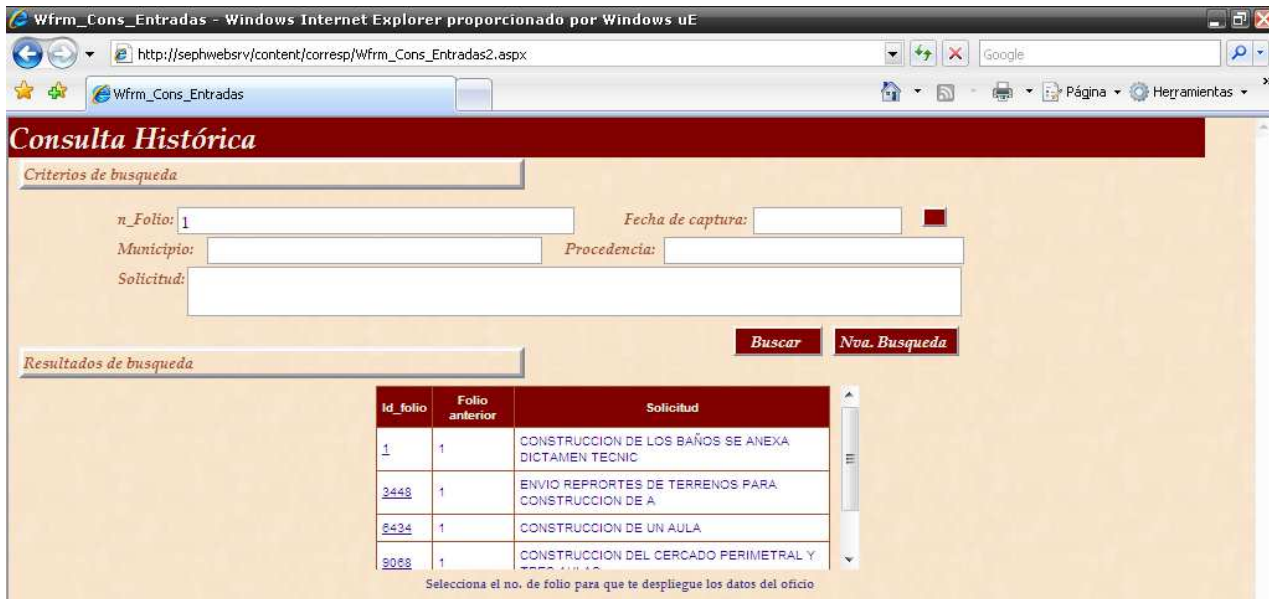 Wfrm_Cons_Entradas - Windows Internet Explorer proporcionado por Windows uE
http://sephwebsrv/content/corresp/Wfrm_Cons_Entradas2.aspx
Google
Wfrm_Cons_Entradas
Página
Herramientas
Consulta Histórica
Criterios de busqueda
n_Folio: 1
Fecha de captura:
Municipio:
Procedencia:
Solicitud:
Buscar
Nva. Busqueda
Resultados de busqueda
Id_folio
Folio
anterior
Solicitud
1 1 CONSTRUCCION DE LOS BAÑOS SE ANEXA
DICTAMEN TECNIC
3448 1 ENVIO REPRORTES DE TERRENOS PARA
CONSTRUCCION DE A
6434 1 CONSTRUCCION DE UN AULA
9068 1 CONSTRUCCION DEL CERCADO PERIMETRAL Y
Selecciona el no. de folio para que te despliegue los datos del oficio